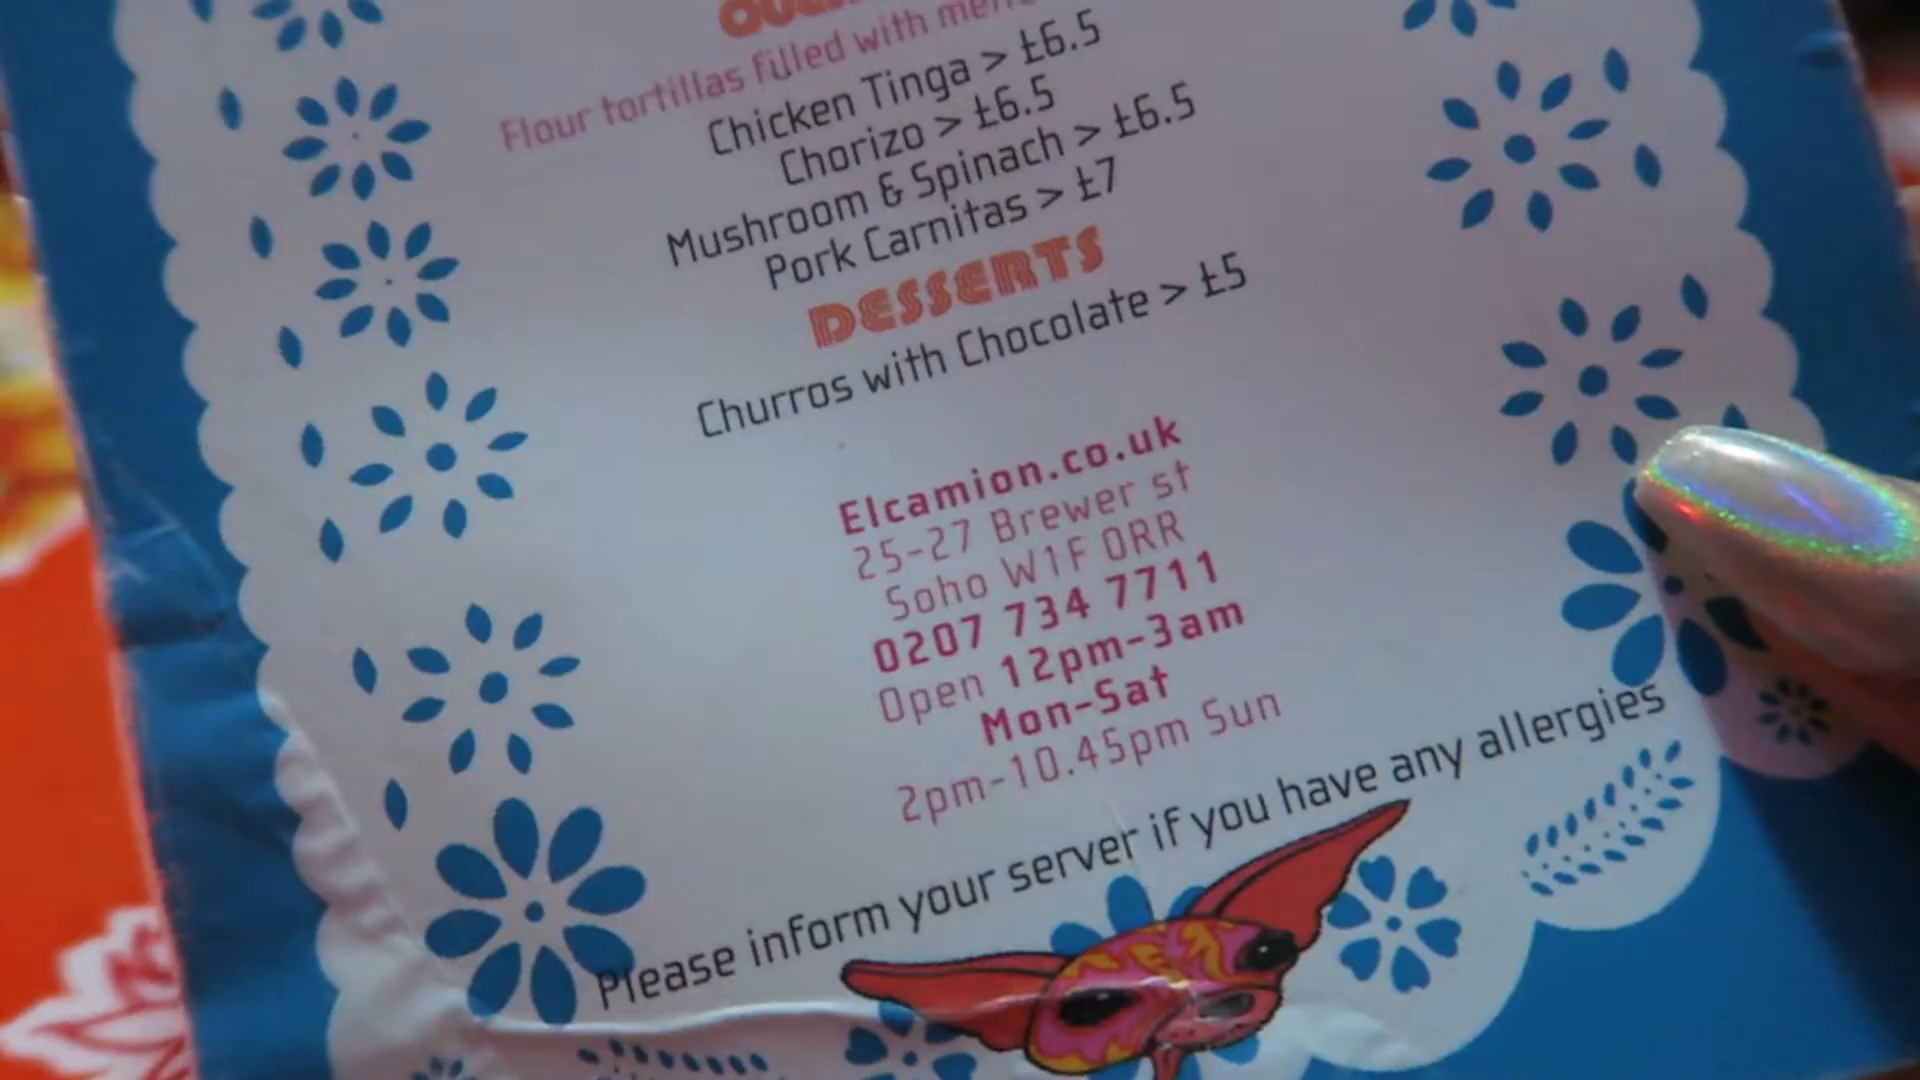 Flour tortillas filled with
Chicken Tinga > £6.5
Chorizo > £6.5
Mushroom & Spinach > £6.5
Pork Carnitas > £7
DESSERTS
Churros with Chocolate > £5
Elcamion.co.uk
25-27 Brewer st
Soho W1F 0RR
0207 734 7711
Open 12pm-3am
Mon-Sat
2pm-10.45pm Sun
Please inform your server if you have any allergies